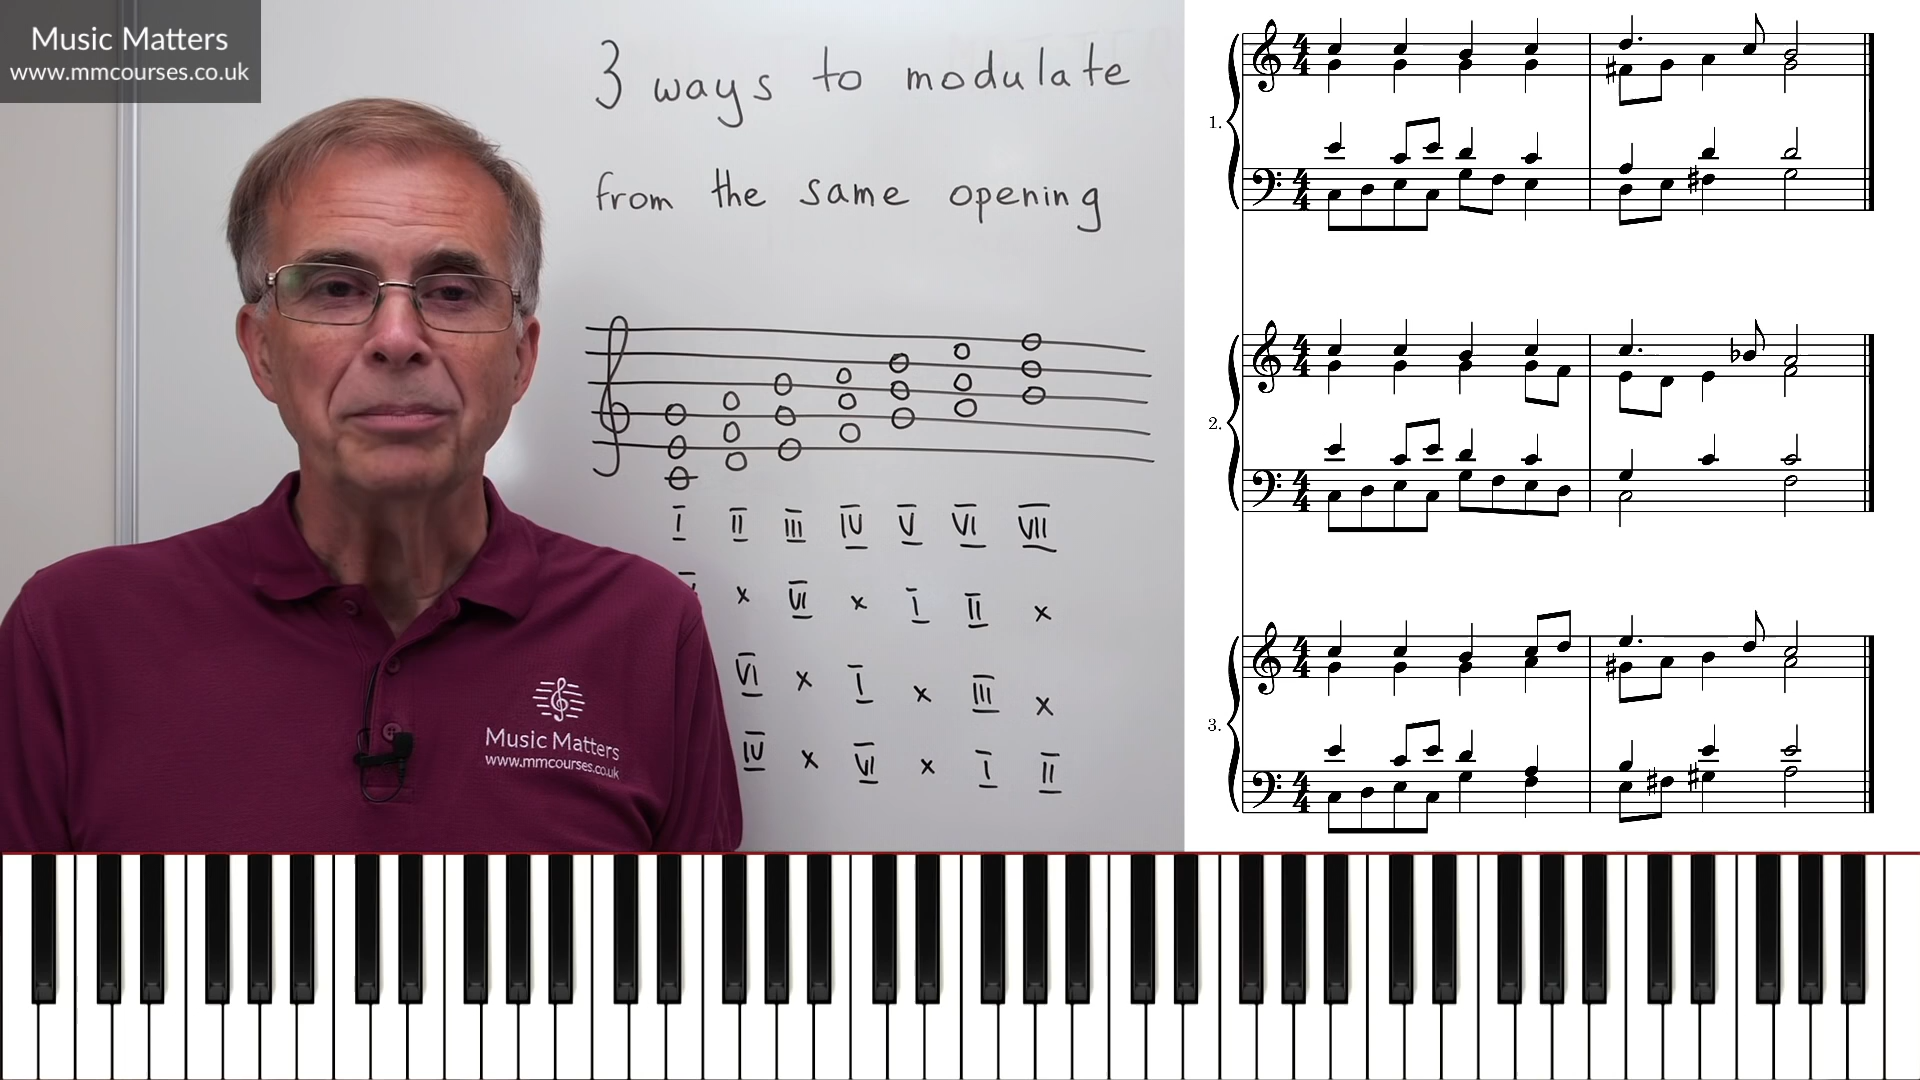 Music Matters
www.mmcourses.co.uk
3 ways to modulate
from the same opening
I II III IV V VI VII
x VI x I II x
VI x I x III x
IV x VI x I II
Music Matters
www.mmcourses.co.uk
1.
2.
3.